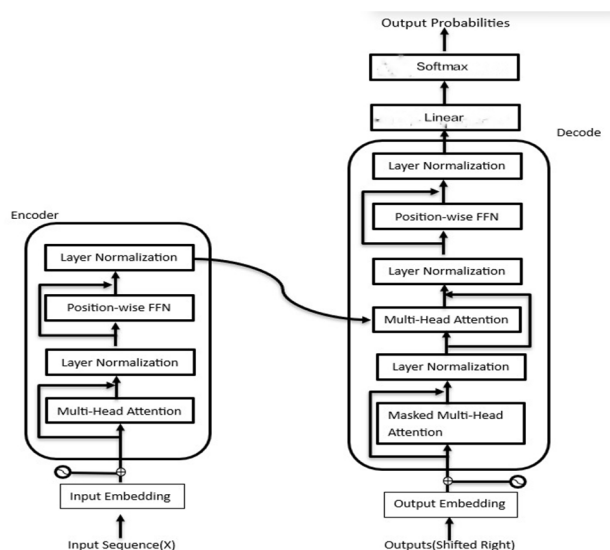 Output Probabilities
Softmax
Linear
Decode
Layer Normalization
Position-wise FFN
Layer Normalization
Multi-Head Attention
Layer Normalization
Masked Multi-Head
Attention
Output Embedding
Outputs(Shifted Right)
Encoder
Layer Normalization
Position-wise FFN
Layer Normalization
Multi-Head Attention
Input Embedding
Input Sequence(X)